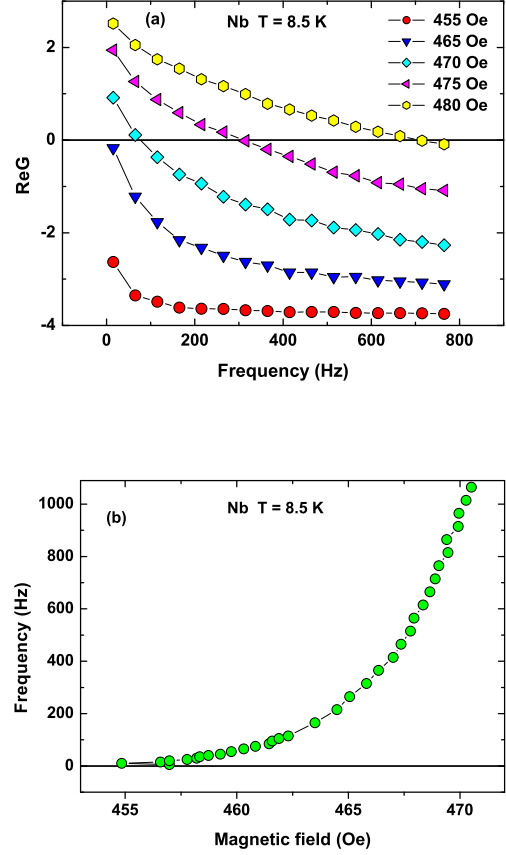 (a)
Nb T = 8.5 K
455 Oe
465 Oe
470 Oe
475 Oe
480 Oe
2
0
-2
-4
ReG
0 200 400 600 800
Frequency (Hz)
(b)
Nb T = 8.5 K
1000
800
600
400
200
0
Frequency (Hz)
455 460 465 470
Magnetic field (Oe)